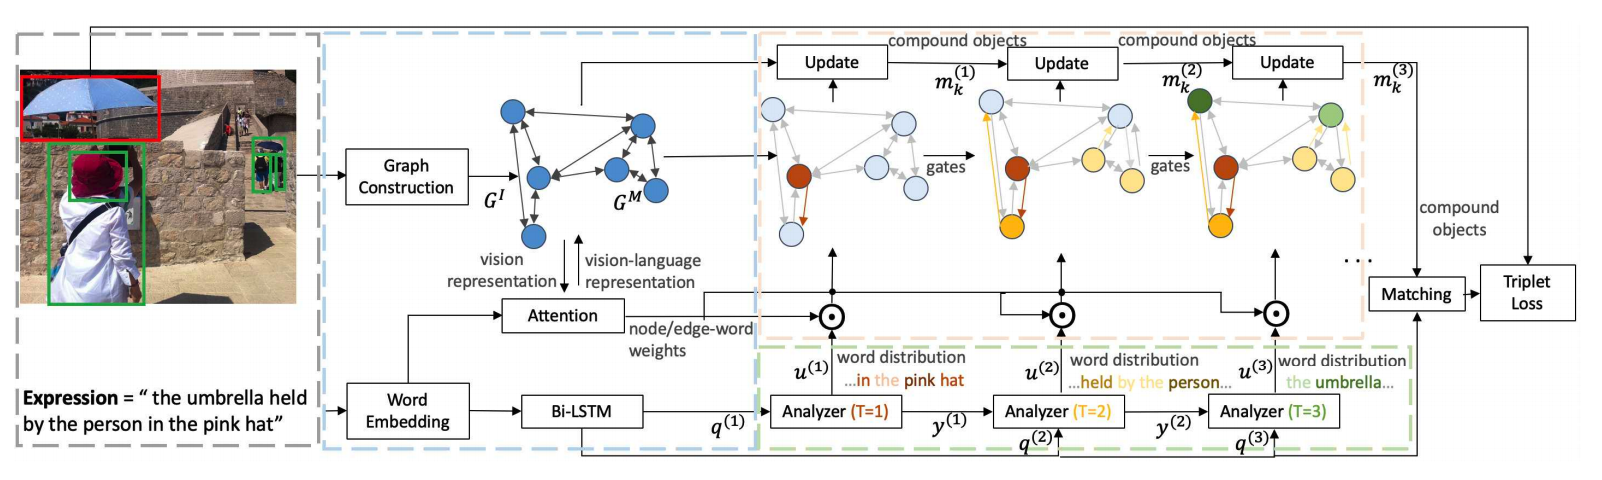 compound objects
compound objects
Update
Update
Update
m_k^(1)
m_k^(2)
m_k^(3)
Graph
Construction
G^I
G^M
gates
gates
compound
objects
vision
representation
vision-language
representation
...
Matching
Triplet
Loss
Attention
node/edge-word
weights
u^(1)
word distribution
...in the pink hat
u^(2)
word distribution
...held by the person...
u^(3)
word distribution
the umbrella...
Expression = “ the umbrella held
by the person in the pink hat”
Word
Embedding
Bi-LSTM
q^(1)
Analyzer (T=1)
y^(1)
Analyzer (T=2)
q^(2)
y^(2)
Analyzer (T=3)
q^(3)